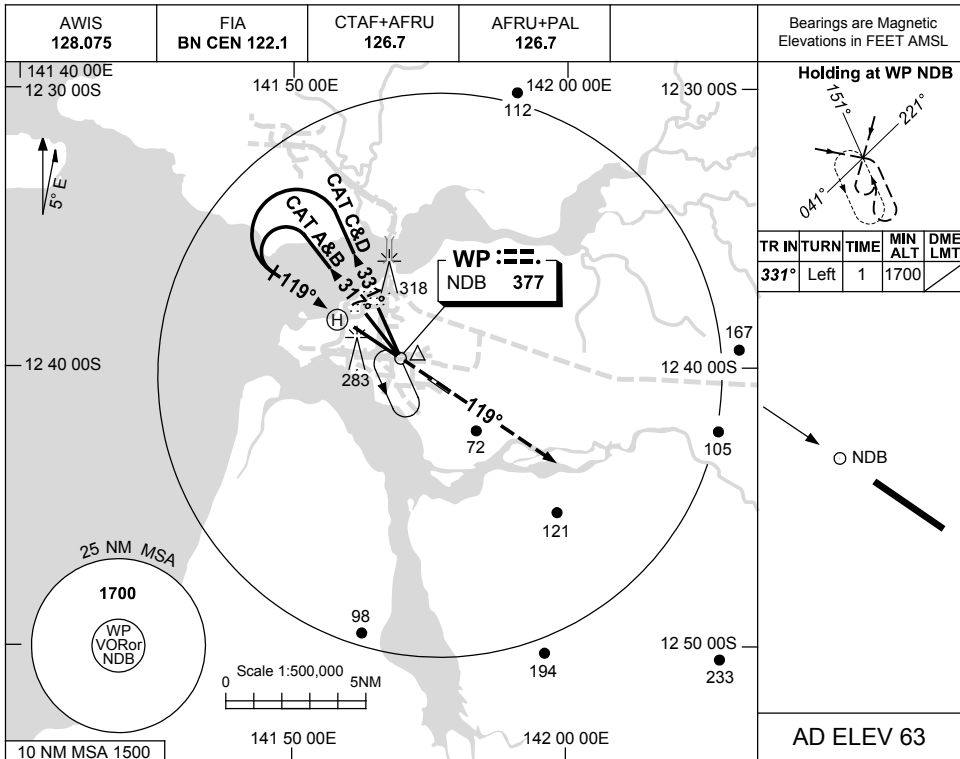 AWIS
128.075
FIA
BN CEN 122.1
CTAF+AFRU
126.7
AFRU+PAL
126.7
Bearings are Magnetic
Elevations in FEET AMSL
141 40 00E
12 30 00S
141 50 00E
142 00 00E
12 30 00S
112
5° E
CAT C&D
CAT A&B
331°
317°
119°
H
318
283
WP
NDB 377
12 40 00S
12 40 00S
167
105
119°
72
121
98
194
233
12 50 00S
25 NM MSA
1700
WP
VORor
NDB
Scale 1:500,000
0
5NM
10 NM MSA 1500
141 50 00E
142 00 00E
Holding at WP NDB
151°
221°
041°
TR IN TURN TIME MIN ALT DME LMT
331° Left 1 1700
NDB
AD ELEV 63